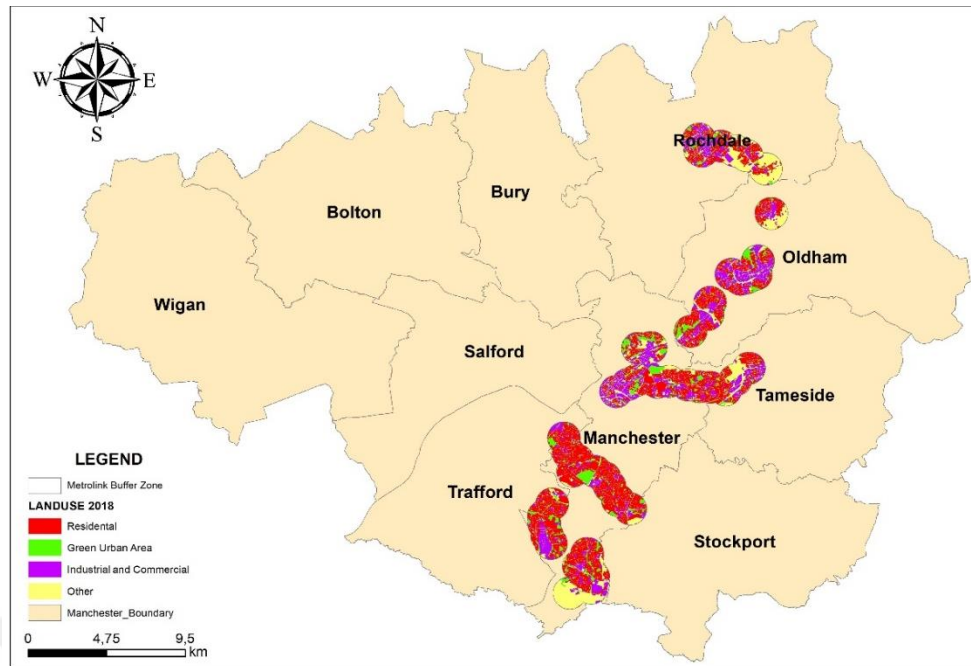 N
W E
S
Rochdale
Bury
Bolton
Oldham
Wigan
Salford
Tameside
Manchester
Trafford
Stockport
LEGEND
Metrolink Buffer Zone
LANDUSE 2018
Residental
Green Urban Area
Industrial and Commercial
Other
Manchester_Boundary
0 4,75 9,5
km